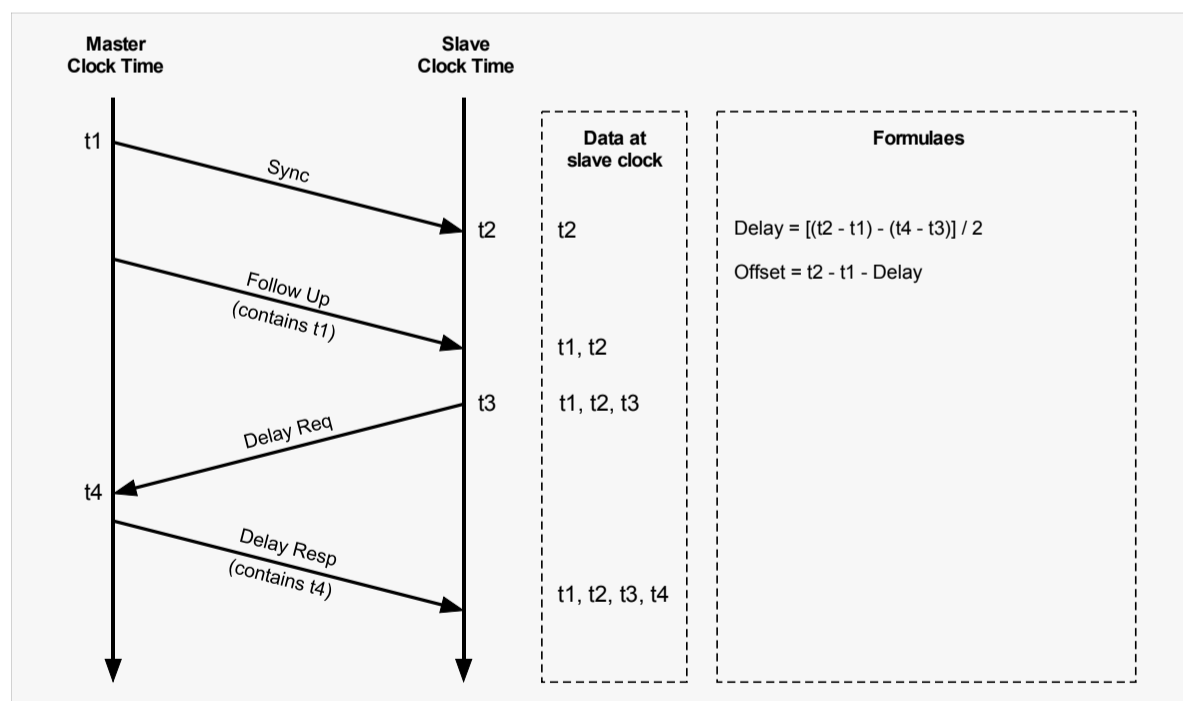 Master
Clock Time
Slave
Clock Time
Data at
slave clock
Formulaes
t1
Sync
t2
t2
Delay = [(t2 - t1) - (t4 - t3)] / 2
Offset = t2 - t1 - Delay
Follow Up
(contains t1)
t1, t2
t3
t1, t2, t3
Delay Req
t4
Delay Resp
(contains t4)
t1, t2, t3, t4